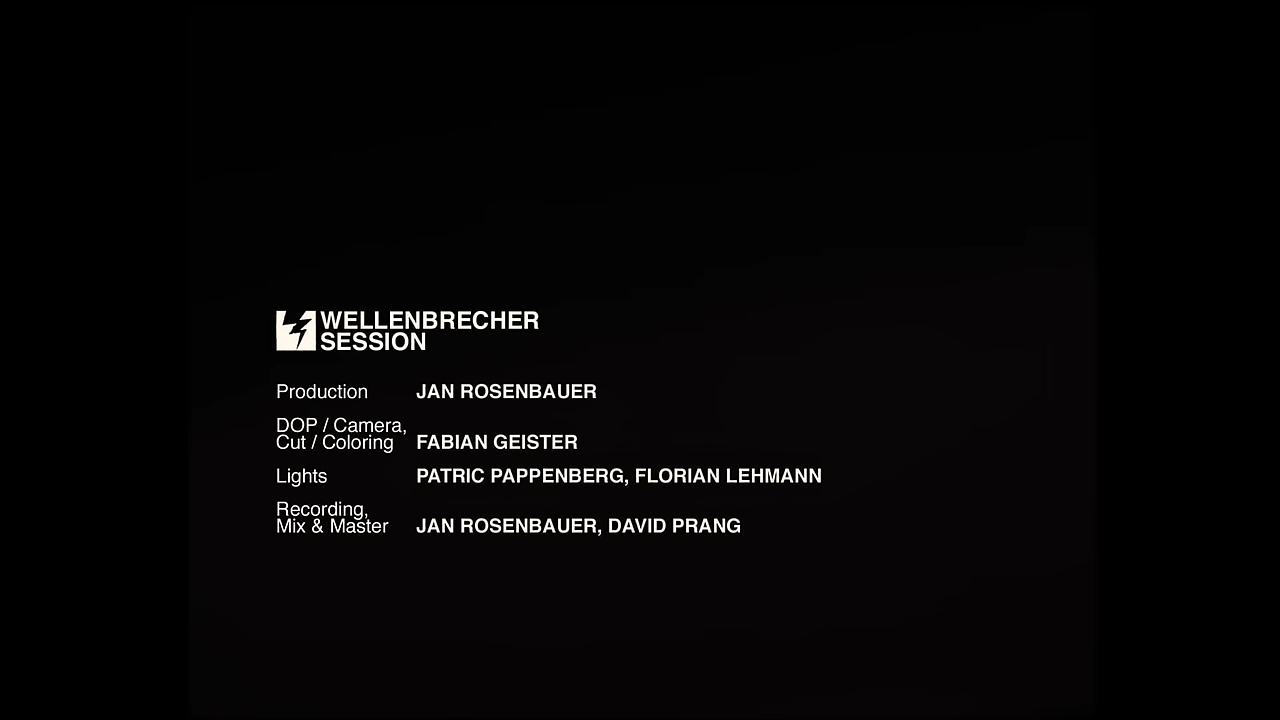 WELLENBRECHER
SESSION
Production JAN ROSENBAUER
DOP / Camera,
Cut / Coloring FABIAN GEISTER
Lights PATRIC PAPPENBERG, FLORIAN LEHMANN
Recording,
Mix & Master JAN ROSENBAUER, DAVID PRANG